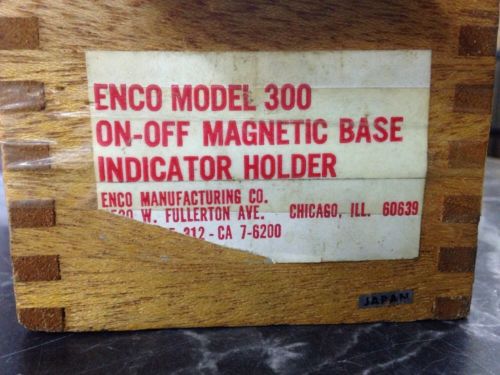 ENCO MODEL 300
ON-OFF MAGNETIC BASE
INDICATOR HOLDER
ENCO MANUFACTURING CO.
W. FULLERTON AVE. CHICAGO, ILL. 60639
312 - CA 7-6200
JAPAN